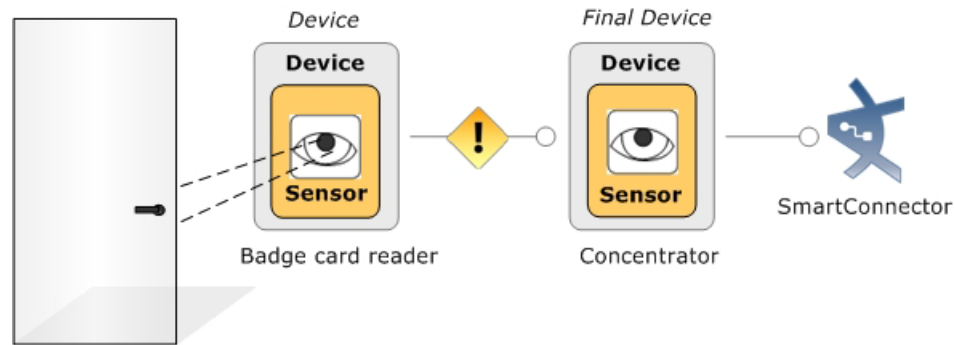 Device
Final Device
Device
Device
!
Sensor
Sensor
Badge card reader
Concentrator
SmartConnector